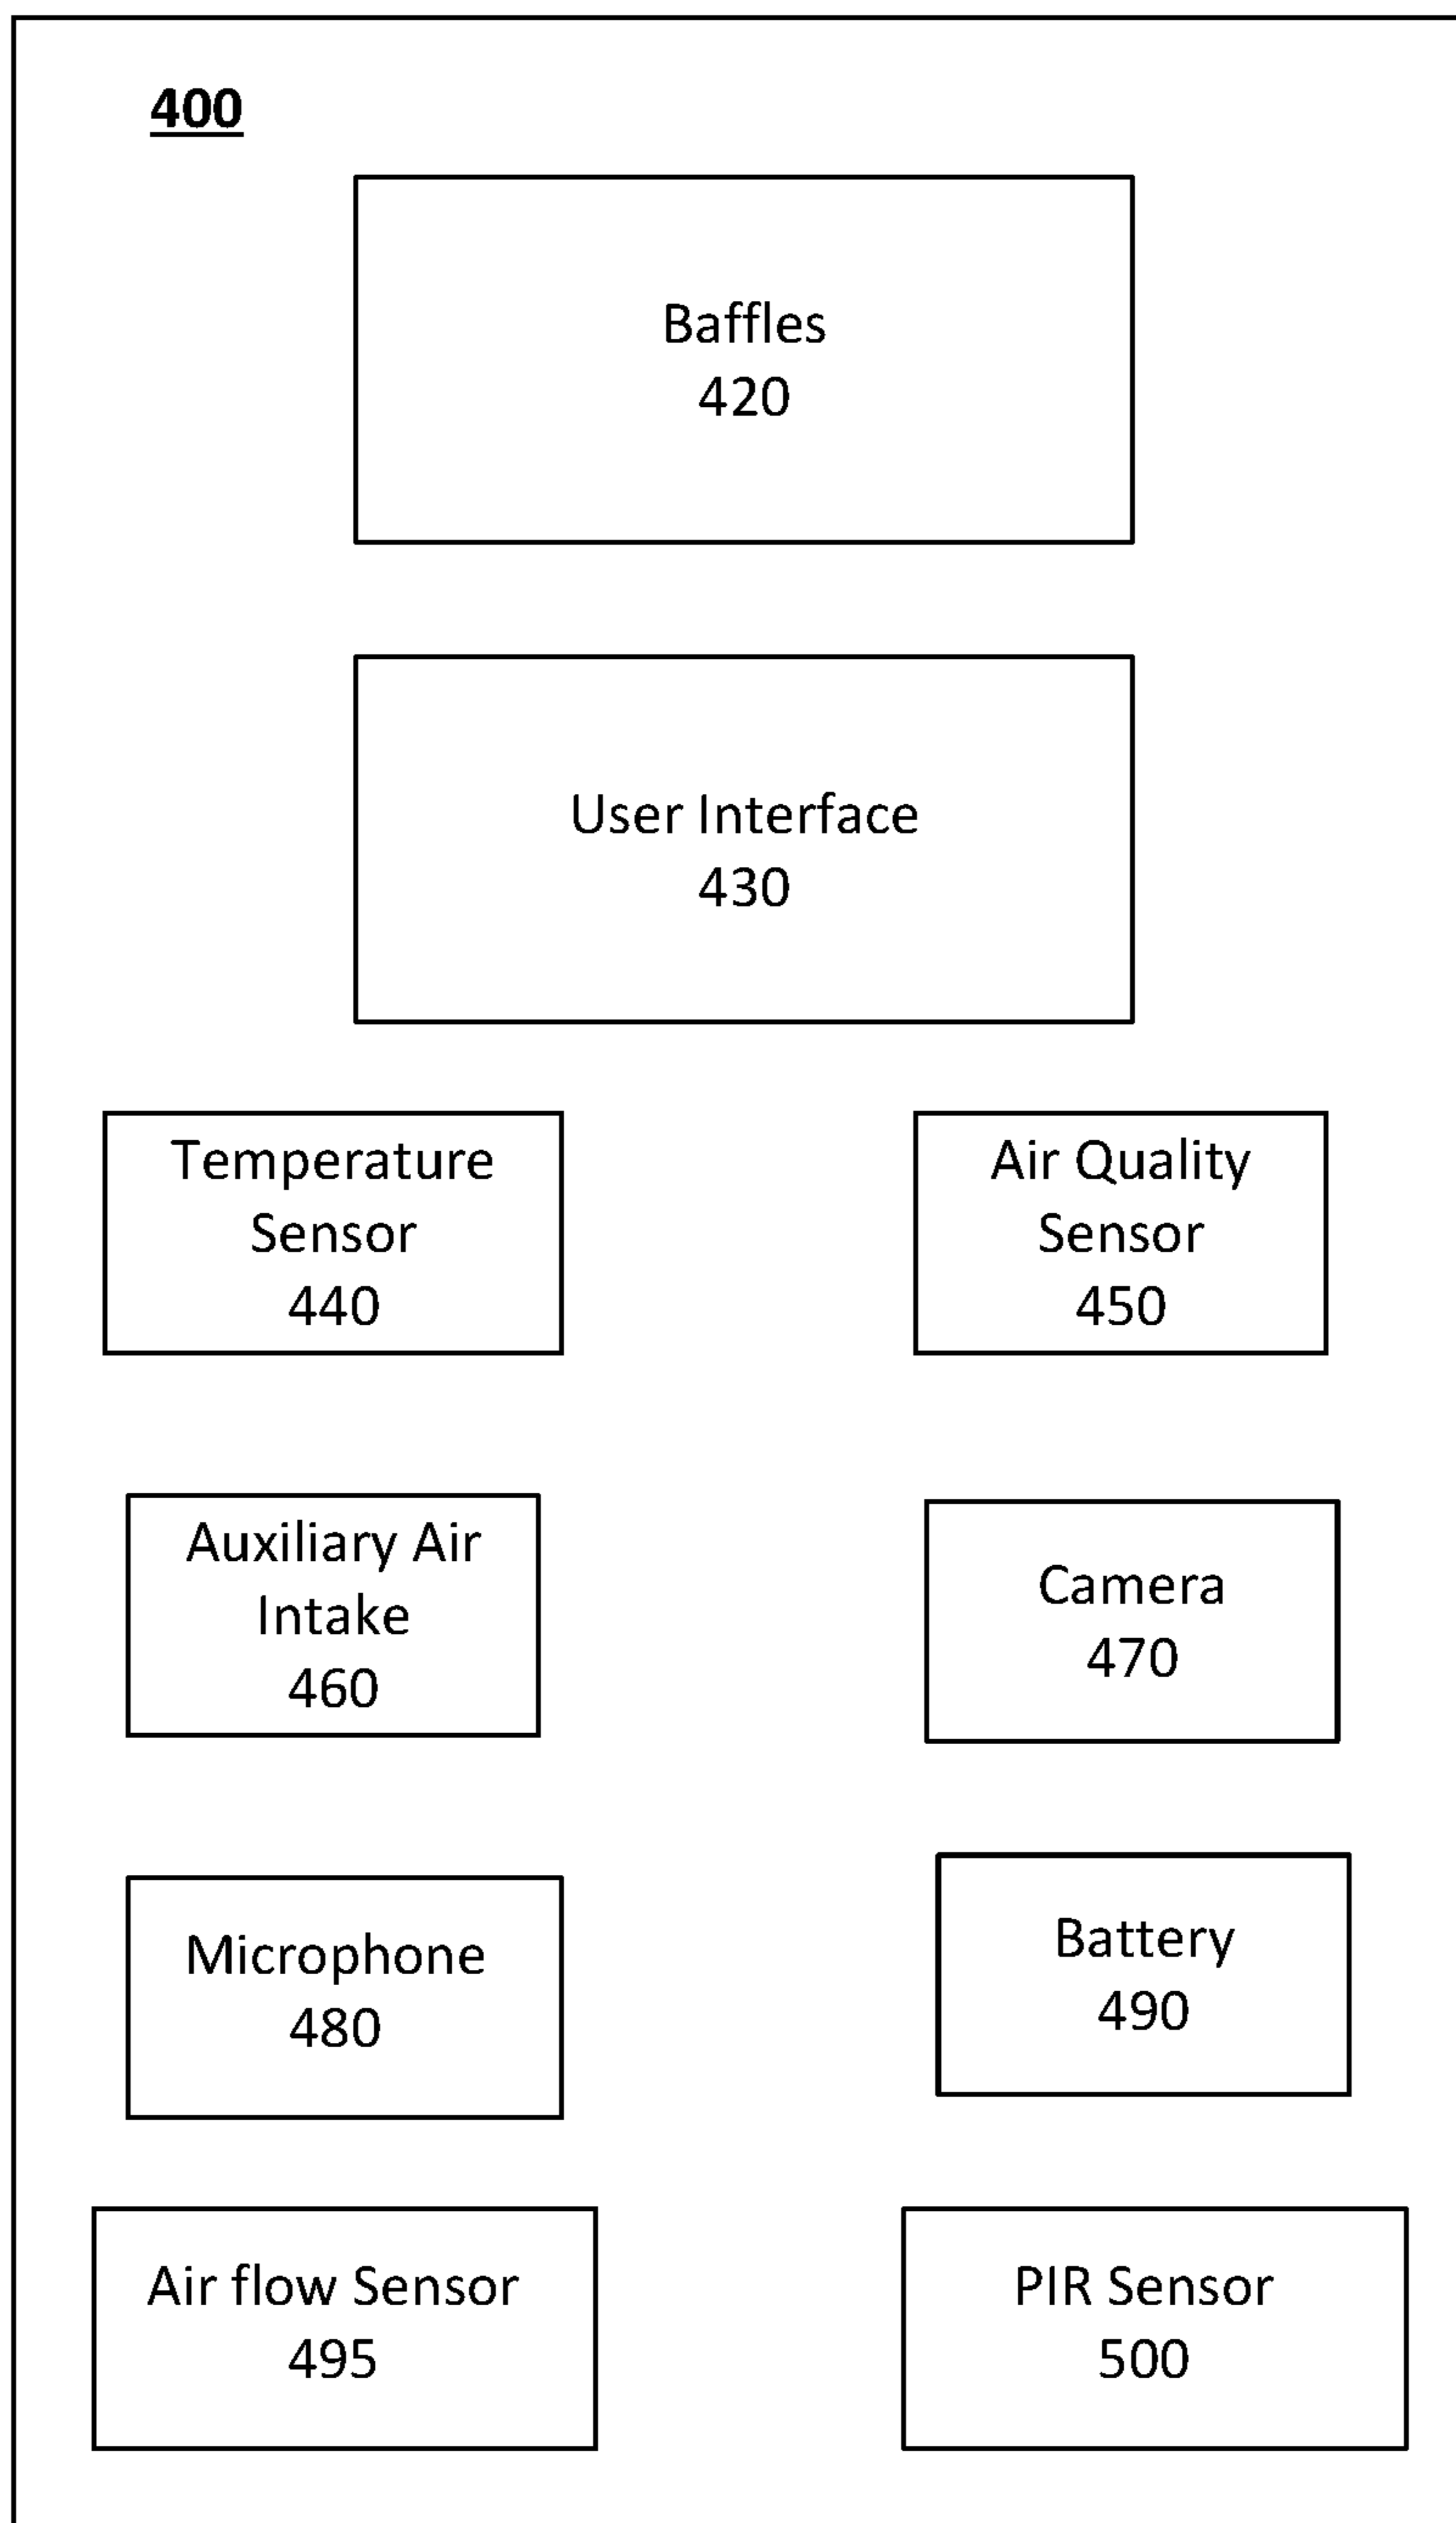 400
Baffles
420
User Interface
430
Temperature
Sensor
440
Air Quality
Sensor
450
Auxiliary Air
Intake
460
Camera
470
Microphone
480
Battery
490
Air flow Sensor
495
PIR Sensor
500